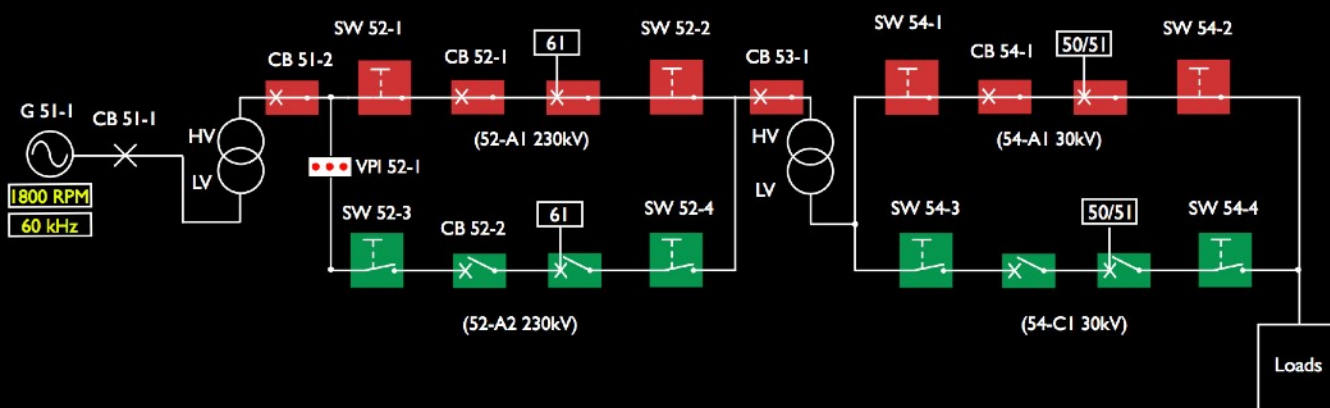 SW 52-1
SW 52-2
SW 54-1
SW 54-2
61
50/51
CB 51-2
CB 52-1
CB 53-1
CB 54-1
G 51-1
CB 51-1
HV
LV
(52-A1 230kV)
HV
LV
(54-A1 30kV)
VPI 52-1
1800 RPM
60 kHz
SW 52-3
CB 52-2
61
SW 52-4
SW 54-3
50/51
SW 54-4
(52-A2 230kV)
(54-C1 30kV)
Loads